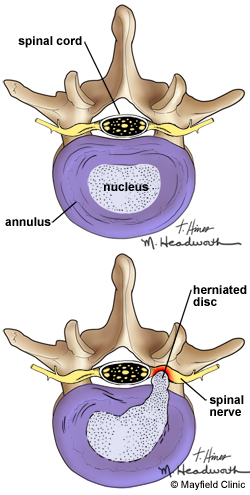 spinal cord
nucleus
annulus
T. Hines
M. Headworth
herniated
disc
spinal
nerve
T. Hines
M. Headworth
© Mayfield Clinic